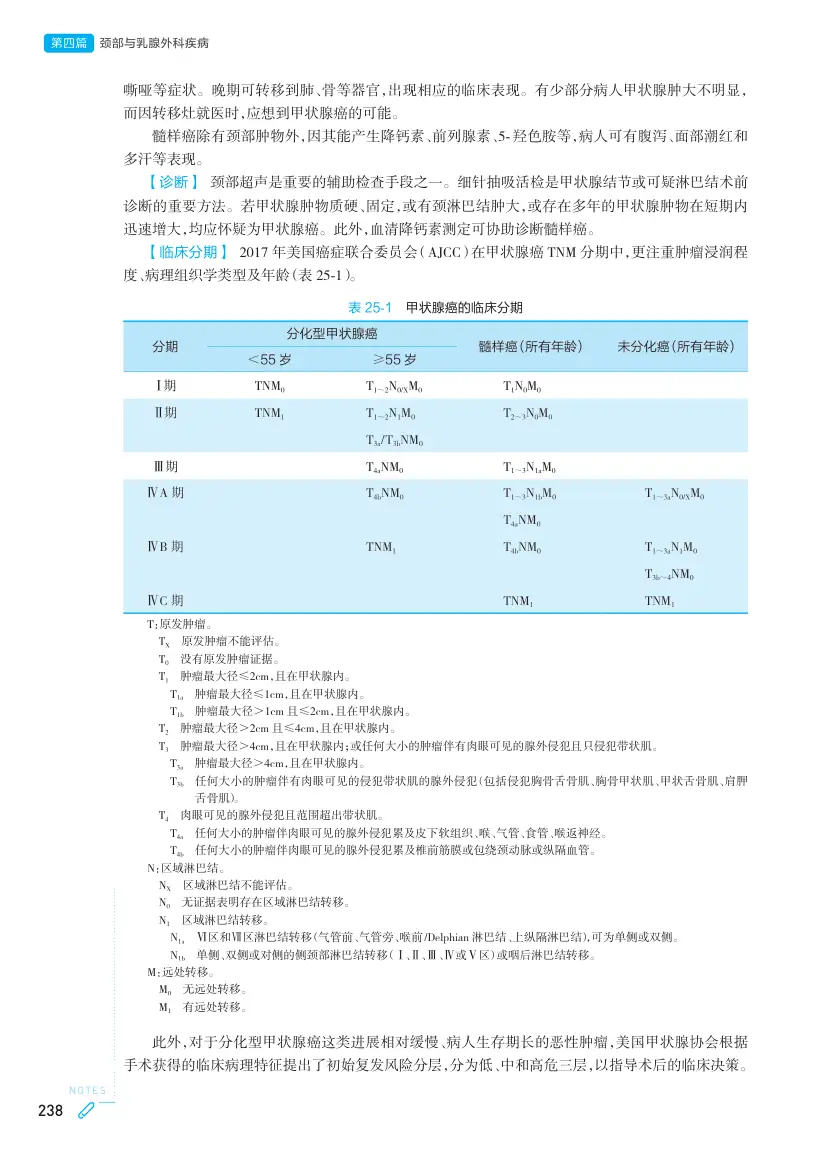 第四篇 颈部与乳腺外科疾病
嘶哑等症状。晚期可转移到肺、骨等器官,出现相应的临床表现。有少部分病人甲状腺肿大不明显,
而因转移灶就医时,应想到甲状腺癌的可能。
髓样癌除有颈部肿物外,因其能产生降钙素、前列腺素、5-羟色胺等,病人可有腹泻、面部潮红和
多汗等表现。
【诊断】 颈部超声是重要的辅助检查手段之一。细针抽吸活检是甲状腺结节或可疑淋巴结术前
诊断的重要方法。若甲状腺肿物质硬、固定,或有颈淋巴结肿大,或存在多年的甲状腺肿物在短期内
迅速增大,均应怀疑为甲状腺癌。此外,血清降钙素测定可协助诊断髓样癌。
【临床分期】 2017 年美国癌症联合委员会(AJCC)在甲状腺癌 TNM 分期中,更注重肿瘤浸润程
度、病理组织学类型及年龄(表 25-1)。
表 25-1 甲状腺癌的临床分期
分期 分化型甲状腺癌 髓样癌(所有年龄) 未分化癌(所有年龄)
<55 岁 ≥55 岁
Ⅰ期 TNM₀ T₁~₂N₀/XM₀ T₁N₀M₀
Ⅱ期 TNM₁ T₁~₂N₁M₀ T₂~₃N₀M₀
T₃ₐ/T₃bNM₀
Ⅲ期 T₄ₐNM₀ T₁~₃N₁ₐM₀
ⅣA 期 T₄bNM₀ T₁~₃N₁bM₀ T₁~₃ₐN₀/XM₀
T₄ₐNM₀
ⅣB 期 TNM₁ T₄bNM₀ T₁~₃ₐN₁M₀
T₃b~₄NM₀
ⅣC 期 TNM₁ TNM₁
T:原发肿瘤。
Tx 原发肿瘤不能评估。
T₀ 没有原发肿瘤证据。
T₁ 肿瘤最大径≤2cm,且在甲状腺内。
T₁ₐ 肿瘤最大径≤1cm,且在甲状腺内。
T₁b 肿瘤最大径>1cm 且≤2cm,且在甲状腺内。
T₂ 肿瘤最大径>2cm 且≤4cm,且在甲状腺内。
T₃ 肿瘤最大径>4cm,且在甲状腺内;或任何大小的肿瘤伴有肉眼可见的腺外侵犯且只侵犯带状肌。
T₃ₐ 肿瘤最大径>4cm,且在甲状腺内。
T₃b 任何大小的肿瘤伴有肉眼可见的侵犯带状肌的腺外侵犯(包括侵犯胸骨舌骨肌、胸骨甲状肌、甲状舌骨肌、肩胛
舌骨肌)。
T₄ 肉眼可见的腺外侵犯且范围超出带状肌。
T₄ₐ 任何大小的肿瘤伴肉眼可见的腺外侵犯累及皮下软组织、喉、气管、食管、喉返神经。
T₄b 任何大小的肿瘤伴肉眼可见的腺外侵犯累及椎前筋膜或包绕颈动脉或纵隔血管。
N:区域淋巴结。
Nx 区域淋巴结不能评估。
N₀ 无证据表明存在区域淋巴结转移。
N₁ 区域淋巴结转移。
N₁ₐ Ⅵ区和Ⅶ区淋巴结转移(气管前、气管旁、喉前/Delphian 淋巴结、上纵隔淋巴结),可为单侧或双侧。
N₁b 单侧、双侧或对侧的侧颈部淋巴结转移(Ⅰ、Ⅱ、Ⅲ、Ⅳ或Ⅴ区)或咽后淋巴结转移。
M:远处转移。
M₀ 无远处转移。
M₁ 有远处转移。
此外,对于分化型甲状腺癌这类进展相对缓慢、病人生存期长的恶性肿瘤,美国甲状腺协会根据
手术获得的临床病理特征提出了初始复发风险分层,分为低、中和高危三层,以指导术后的临床决策。
NOTES
238